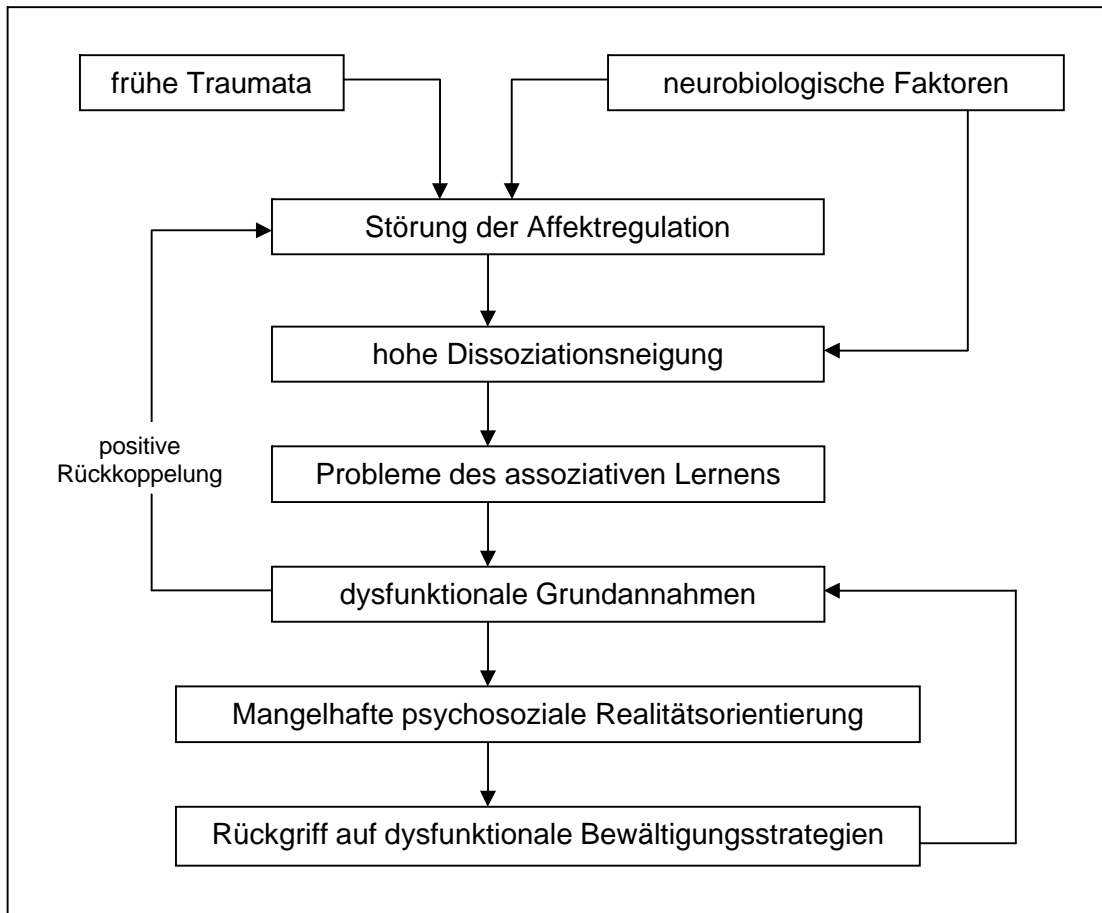 frühe Traumata
neurobiologische Faktoren
Störung der Affektregulation
hohe Dissoziationsneigung
positive
Rückkoppelung
Probleme des assoziativen Lernens
dysfunktionale Grundannahmen
Mangelhafte psychosoziale Realitätsorientierung
Rückgriff auf dysfunktionale Bewältigungsstrategien